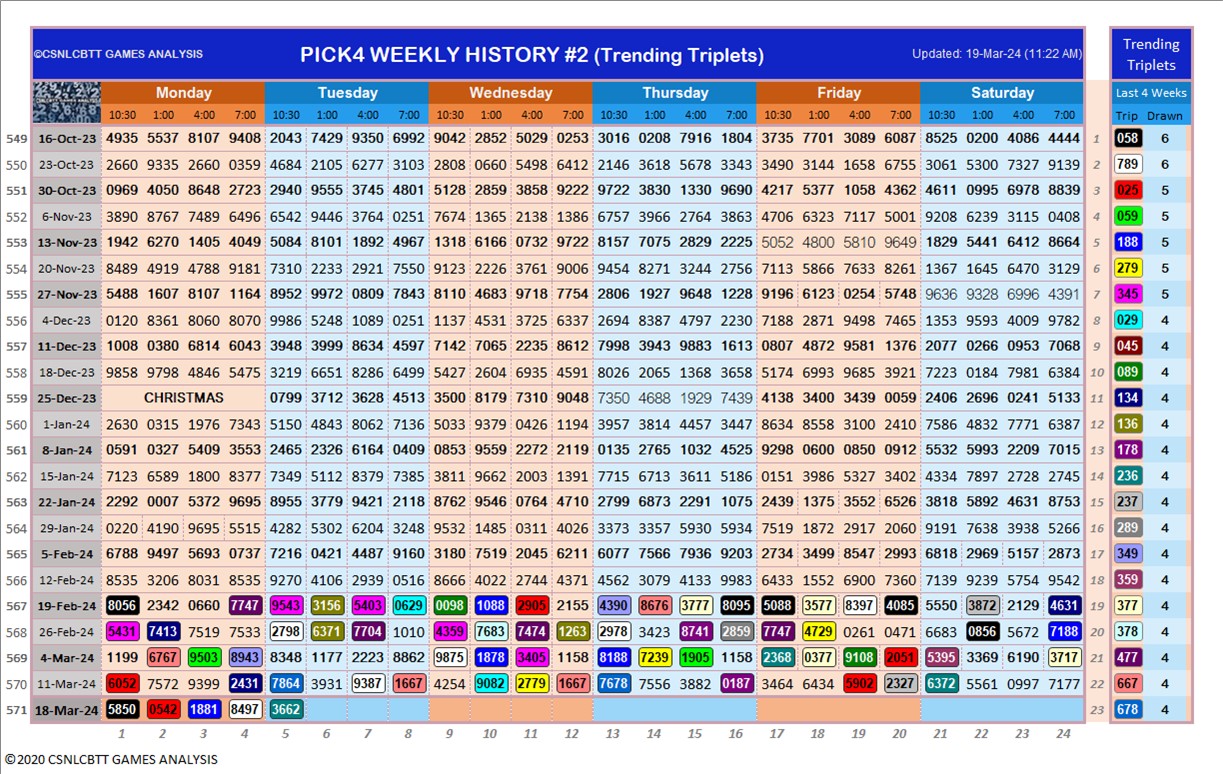 ©CSNLCBTT GAMES ANALYSIS PICK4 WEEKLY HISTORY #2 (Trending Triplets) Updated: 19-Mar-24 (11:22 AM) Trending Triplets
Monday Tuesday Wednesday Thursday Friday Saturday Last 4 Weeks
10:30 1:00 4:00 7:00 10:30 1:00 4:00 7:00 10:30 1:00 4:00 7:00 10:30 1:00 4:00 7:00 10:30 1:00 4:00 7:00 10:30 1:00 4:00 7:00 Trip Drawn
549 16-Oct-23 4935 5537 8107 9408 2043 7429 9350 6992 9042 2852 5029 0253 3016 0208 7916 1804 3735 7701 3089 6087 8525 0200 4086 4444 1 058 6
550 23-Oct-23 2660 9335 2660 0359 4684 2105 6277 3103 2808 0660 5498 6412 2146 3618 5678 3343 3490 3144 1658 6755 3061 5300 7327 9139 2 789 6
551 30-Oct-23 0969 4050 8648 2723 2940 9555 3745 4801 5128 2859 3858 9222 9722 3830 1330 9690 4217 5377 1058 4362 4611 0995 6978 8839 3 025 5
552 6-Nov-23 3890 8767 7489 6496 6542 9446 3764 0251 7674 1365 2138 1386 6757 3966 2764 3863 4706 6323 7117 5001 9208 6239 3115 0408 4 059 5
553 13-Nov-23 1942 6270 1405 4049 5084 8101 1892 4967 1318 6166 0732 9722 8157 7075 2829 2225 5052 4800 5810 9649 1829 5441 6412 8664 5 188 5
554 20-Nov-23 8489 4919 4788 9181 7310 2233 2921 7550 9123 2226 3761 9006 9454 8271 3244 2756 7113 5866 7633 8261 1367 1645 6470 3129 6 279 5
555 27-Nov-23 5488 1607 8107 1164 8952 9972 0809 7843 8110 4683 9718 7754 2806 1927 9648 1228 9196 6123 0254 5748 9636 9328 6996 4391 7 345 5
556 4-Dec-23 0120 8361 8060 8070 9986 5248 1089 0251 1137 4531 3725 6337 2694 8387 4797 2230 7188 2871 9498 7465 1353 9593 4009 9782 8 029 4
557 11-Dec-23 1008 0380 6814 6043 3948 3999 8634 4597 7142 7065 2235 8612 7998 3943 9883 1613 0807 4872 9581 1376 2077 0266 0953 7068 9 045 4
558 18-Dec-23 9858 9798 4846 5475 3219 6651 8286 6499 5427 2604 6935 4591 8026 2065 1368 3658 5174 6993 9685 3921 7223 0184 7981 6384 10 089 4
559 25-Dec-23 CHRISTMAS 0799 3712 3628 4513 3500 8179 7310 9048 7350 4688 1929 7439 4138 3400 3439 0059 2406 2696 0241 5133 11 134 4
560 1-Jan-24 2630 0315 1976 7343 5150 4843 8062 7136 5033 9379 0426 1194 3957 3814 4457 3447 8634 8558 3100 2410 7586 4832 7771 6387 12 136 4
561 8-Jan-24 0591 0327 5409 3553 2465 2326 6164 0409 0853 9559 2272 2119 0135 2765 1032 4525 9298 0600 0850 0912 5532 5993 2209 7015 13 178 4
562 15-Jan-24 7123 6589 1800 8377 7349 5112 8379 7387 3811 9662 2003 1391 7715 6713 3611 5186 0151 3986 5327 3402 4334 7897 2728 2745 14 236 4
563 22-Jan-24 2292 0007 5372 9695 8955 3779 9421 2118 8762 9546 0764 4710 2799 6873 2291 1075 2439 1375 3552 6526 3818 5892 4631 8753 15 237 4
564 29-Jan-24 0220 4190 9695 5515 4282 5302 6204 3248 9532 1485 0311 4026 3373 3357 5930 5934 7519 1872 2917 2060 9191 7638 3938 5266 16 289 4
565 5-Feb-24 6788 9497 5693 0737 7216 0421 4487 9160 3180 7519 2045 6211 6077 7566 7936 9203 2734 3499 8547 2993 6818 2969 5157 2873 17 349 4
566 12-Feb-24 8535 3206 8031 8535 9270 4106 2939 0516 8666 4022 2744 4371 4562 3079 4133 9983 6433 1552 6900 7360 7139 9239 5754 9542 18 359 4
567 19-Feb-24 8056 2342 0660 7747 9543 3156 5403 0629 0098 1088 2905 2155 4390 8676 3777 8095 5088 3577 8397 4085 5550 3872 2129 4631 19 377 4
568 26-Feb-24 5431 7413 7519 7533 2798 6371 7704 1010 4359 7683 7474 1263 2978 3423 8741 2859 7747 4729 0261 0471 6683 0856 5672 7188 20 378 4
569 4-Mar-24 1199 6767 9503 8943 8348 1177 2223 8862 9875 1878 3405 1158 8188 7239 1905 1158 2368 0377 9108 2051 5395 3369 6190 3717 21 477 4
570 11-Mar-24 6052 7572 9399 2431 7864 3931 9387 1667 4254 9082 2779 1667 7678 7556 3882 0187 3464 0434 5902 2327 6372 5561 0997 7177 22 667 4
571 18-Mar-24 5850 0542 1881 8497 3662 23 678 4
1 2 3 4 5 6 7 8 9 10 11 12 13 14 15 16 17 18 19 20 21 22 23 24
©2020 CSNLCBTT GAMES ANALYSIS